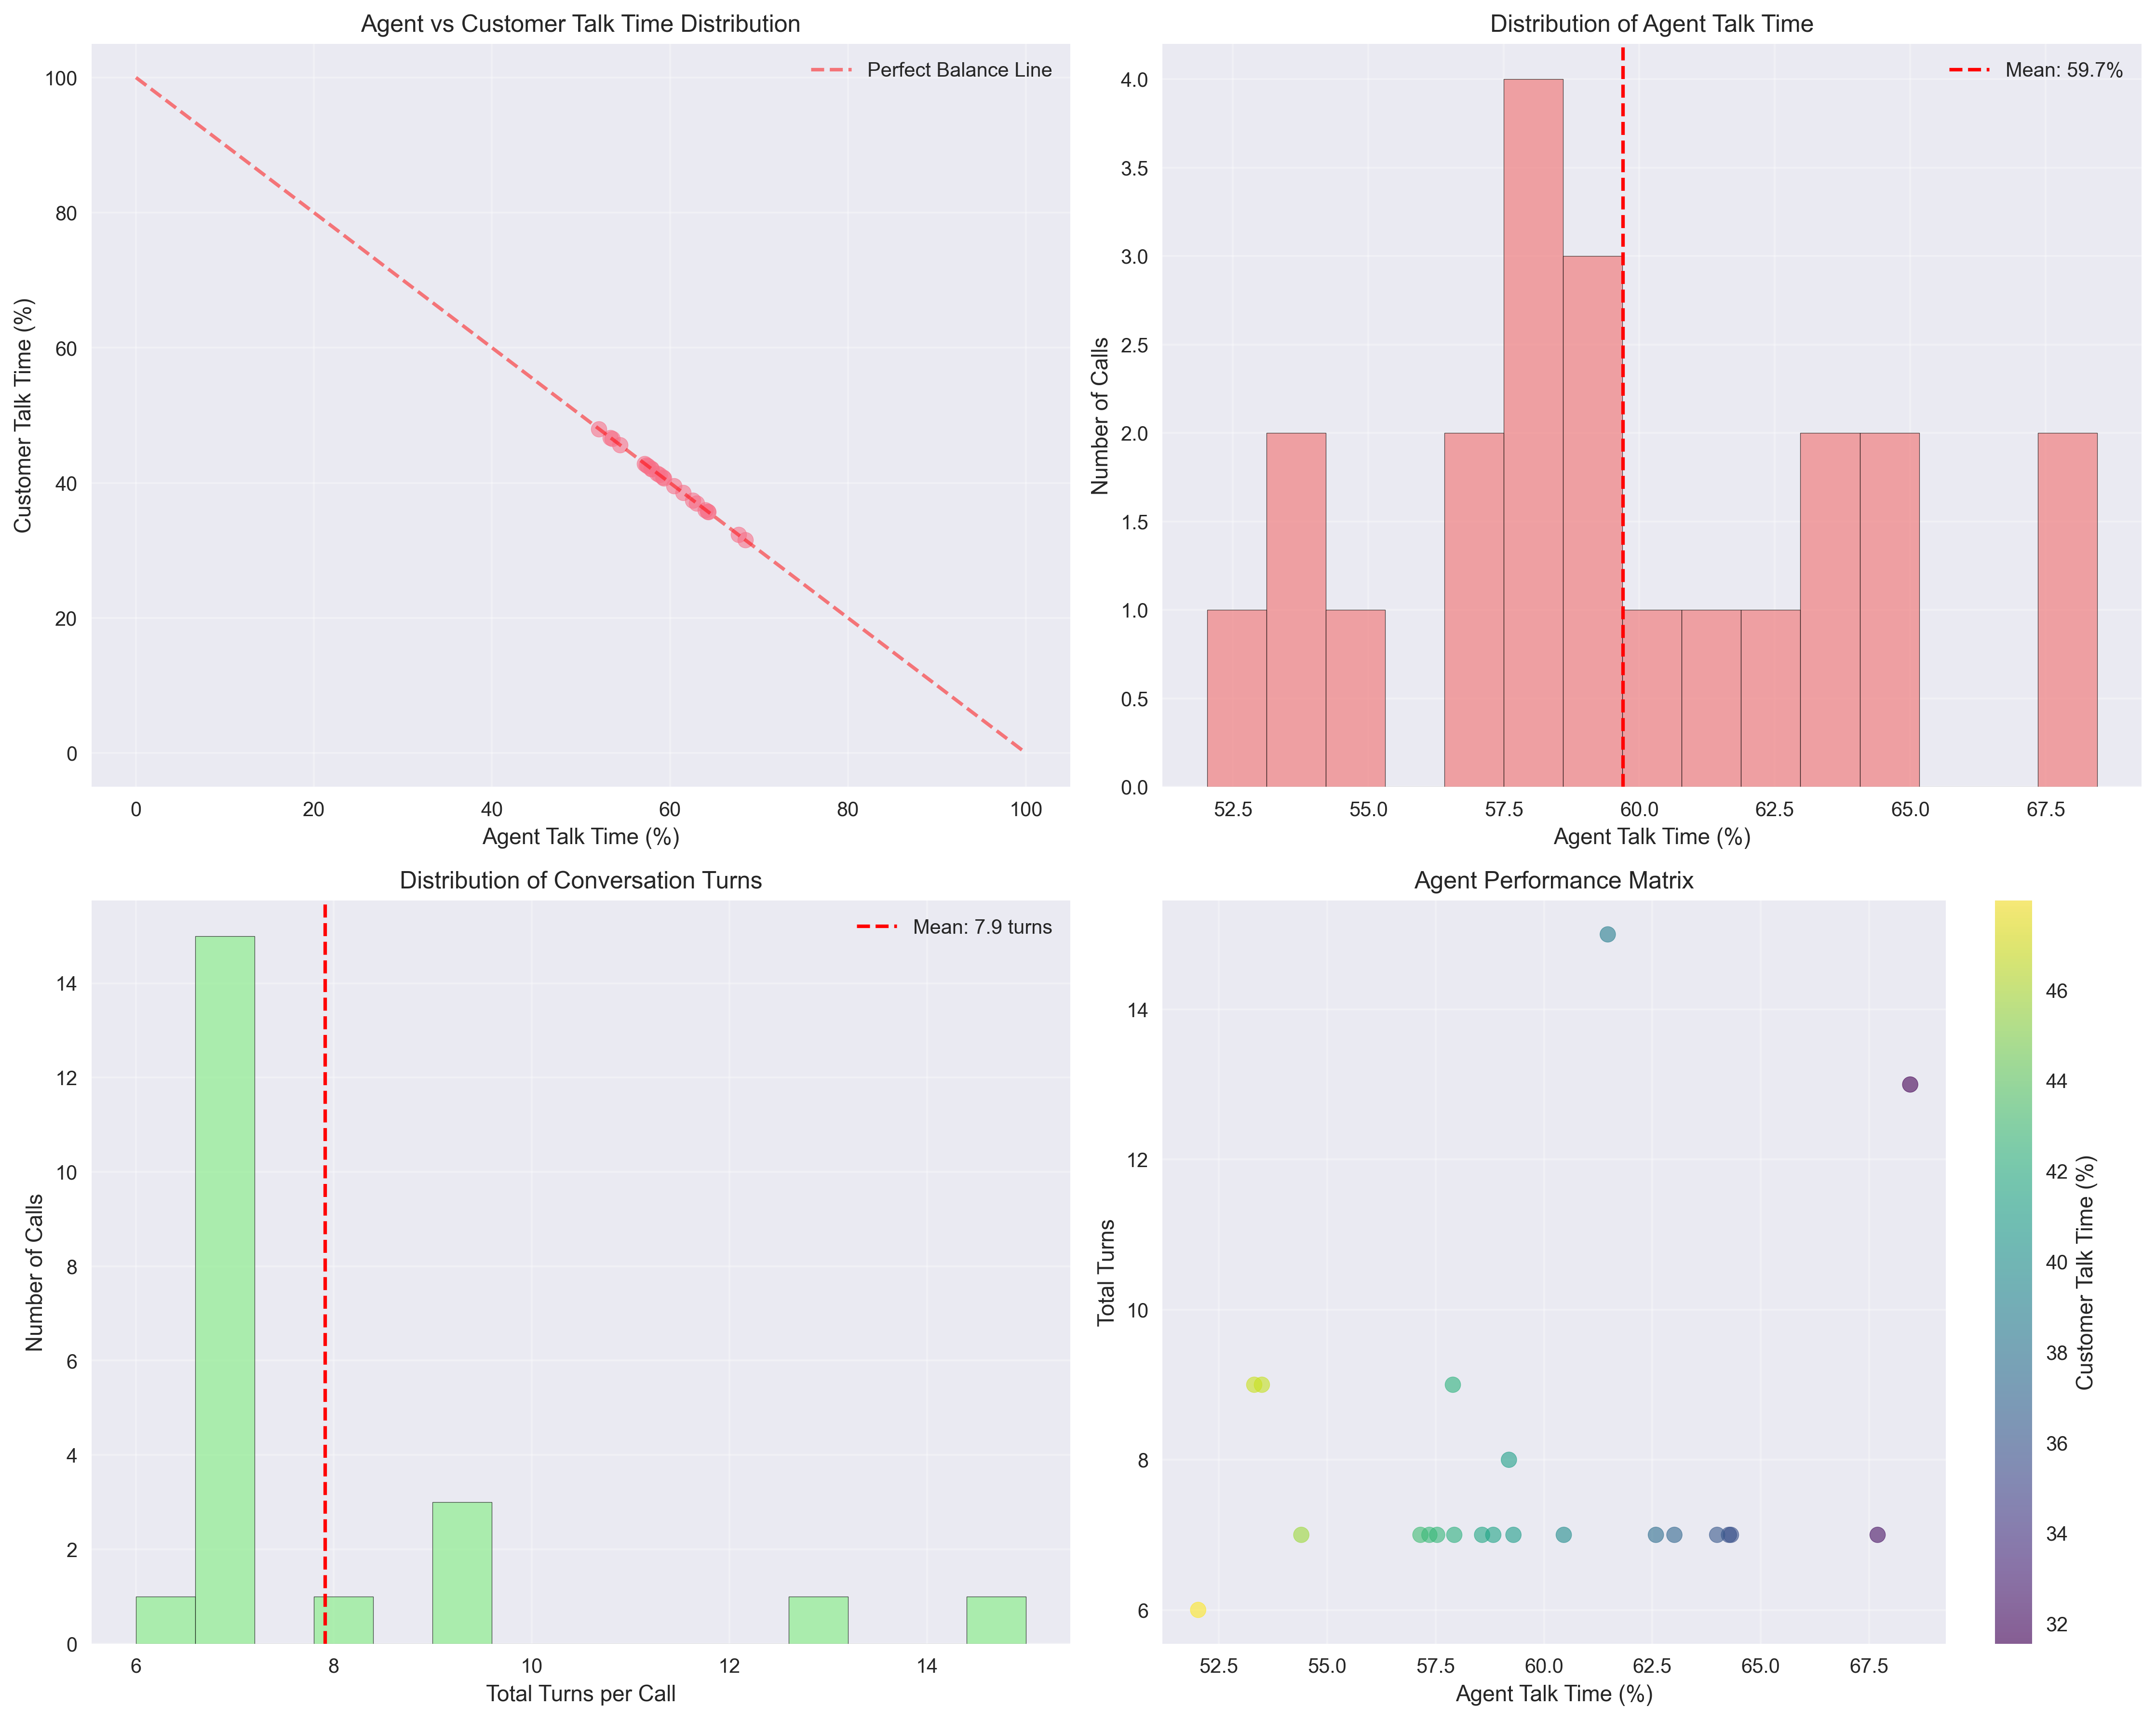 Agent vs Customer Talk Time Distribution
Perfect Balance Line
100
80
60
40
20
0
Customer Talk Time (%)
0 20 40 60 80 100
Agent Talk Time (%)
Distribution of Agent Talk Time
Mean: 59.7%
4.0
3.5
3.0
2.5
2.0
1.5
1.0
0.5
0.0
Number of Calls
52.5 55.0 57.5 60.0 62.5 65.0 67.5
Agent Talk Time (%)
Distribution of Conversation Turns
Mean: 7.9 turns
14
12
10
8
6
4
2
0
Number of Calls
6 8 10 12 14
Total Turns per Call
Agent Performance Matrix
14
12
10
8
6
Total Turns
52.5 55.0 57.5 60.0 62.5 65.0 67.5
Agent Talk Time (%)
46
44
42
40
38
36
34
32
Customer Talk Time (%)